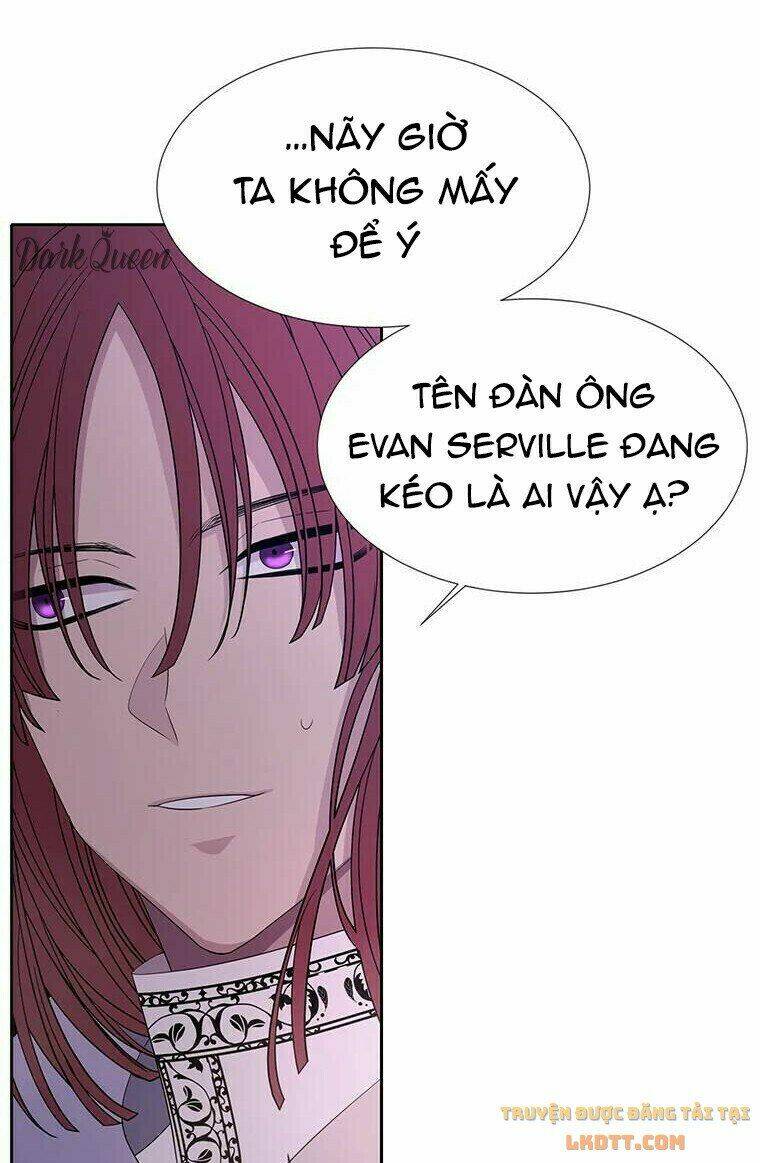 ...NÃY GIỜ
TA KHÔNG MẤY
ĐỂ Ý
Dark Queen
TÊN ĐÀN ÔNG
EVAN SERVILLE ĐANG
KÉO LÀ AI VẬY Ạ?
TRUYỆN ĐƯỢC ĐĂNG TẢI TẠI
LKDTT.COM